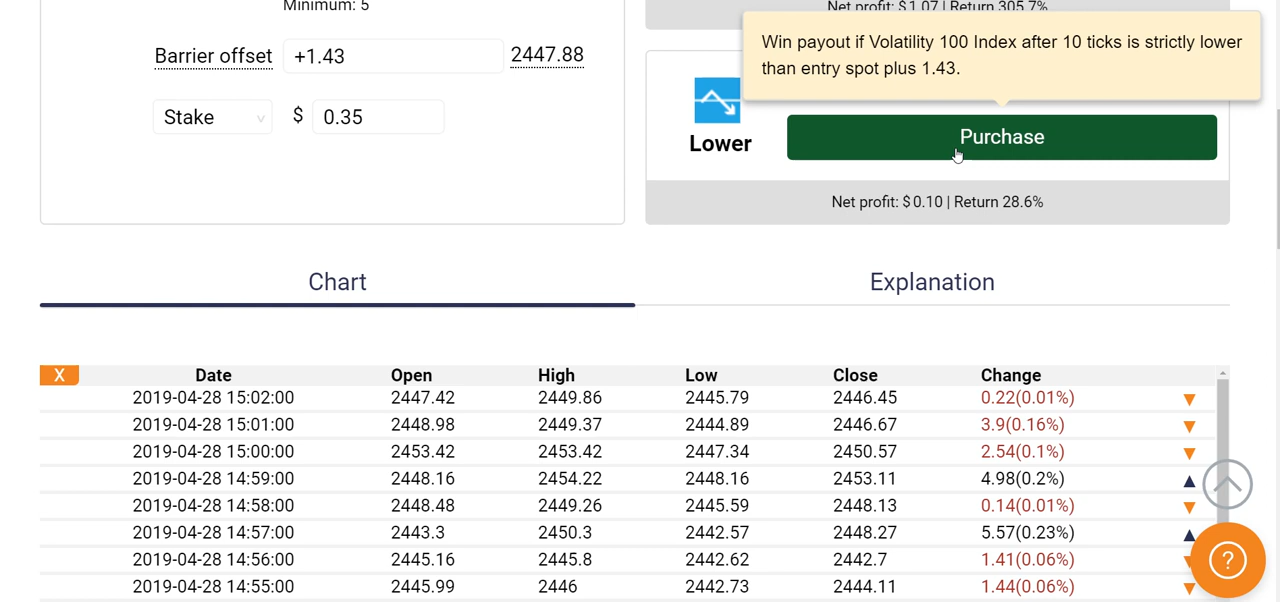 Minimum: 5
Net profit: $1.07 | Return 305.7%
Win payout if Volatility 100 Index after 10 ticks is strictly lower
than entry spot plus 1.43.
Barrier offset +1.43 2447.88
Stake $ 0.35
Lower
Purchase
Net profit: $0.10 | Return 28.6%
Chart Explanation
X Date Open High Low Close Change
2019-04-28 15:02:00 2447.42 2449.86 2445.79 2446.45 0.22(0.01%)
2019-04-28 15:01:00 2448.98 2449.37 2444.89 2446.67 3.9(0.16%)
2019-04-28 15:00:00 2453.42 2453.42 2447.34 2450.57 2.54(0.1%)
2019-04-28 14:59:00 2448.16 2454.22 2448.16 2453.11 4.98(0.2%)
2019-04-28 14:58:00 2448.48 2449.26 2445.59 2448.13 0.14(0.01%)
2019-04-28 14:57:00 2443.3 2450.3 2442.57 2448.27 5.57(0.23%)
2019-04-28 14:56:00 2445.16 2445.8 2442.62 2442.7 1.41(0.06%)
2019-04-28 14:55:00 2445.99 2446 2442.73 2444.11 1.44(0.06%)
?